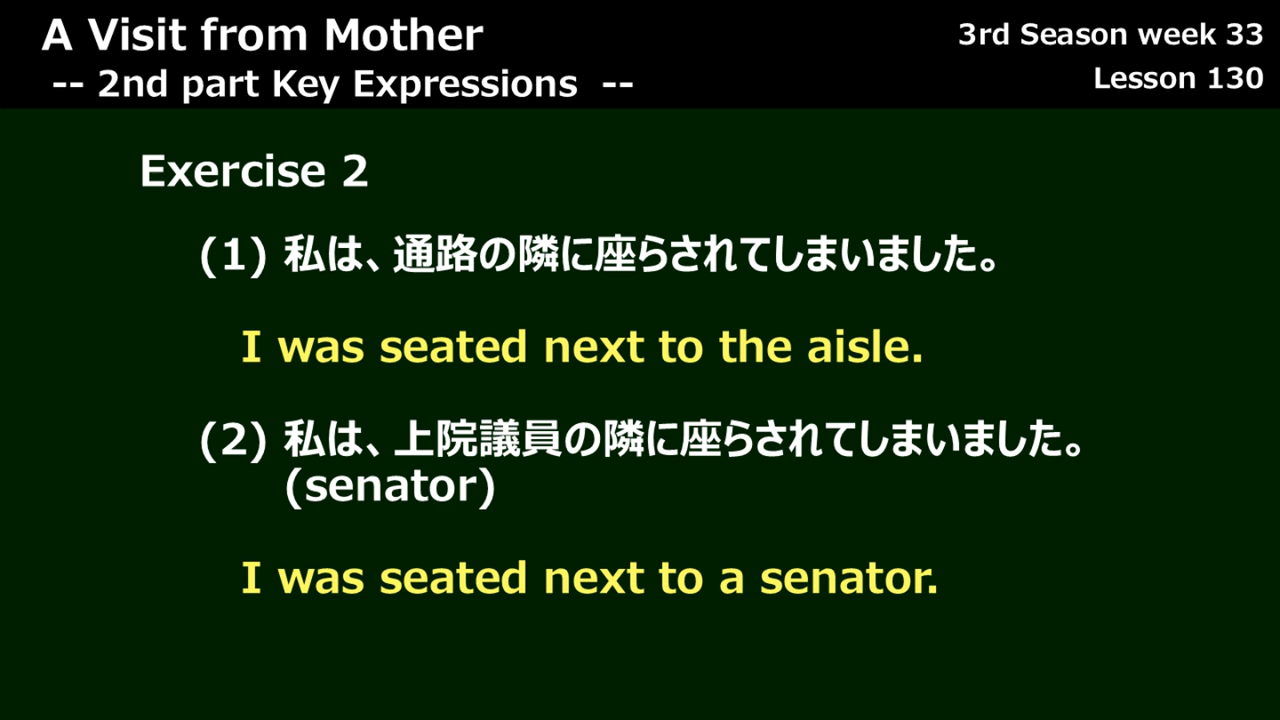 A Visit from Mother
3rd Season week 33
-- 2nd part Key Expressions --
Lesson 130
Exercise 2
(1) 私は、通路の隣に座らされてしまいました。
I was seated next to the aisle.
(2) 私は、上院議員の隣に座らされてしまいました。
(senator)
I was seated next to a senator.